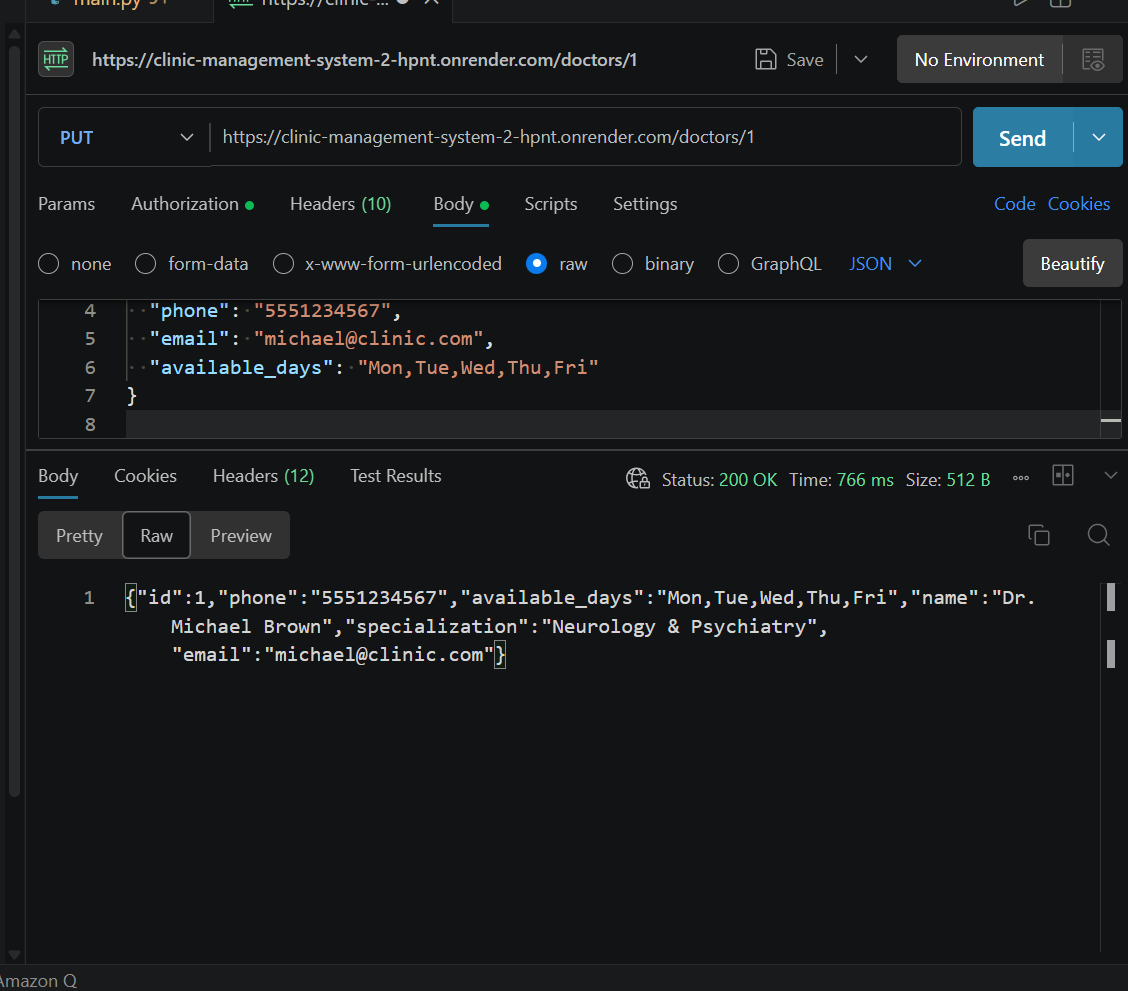 main.py 9+
https://clinic-...
HTTP https://clinic-management-system-2-hpnt.onrender.com/doctors/1 Save No Environment
PUT https://clinic-management-system-2-hpnt.onrender.com/doctors/1 Send
Params Authorization Headers (10) Body Scripts Settings Code Cookies
none form-data x-www-form-urlencoded raw binary GraphQL JSON Beautify
4 "phone": "5551234567",
5 "email": "michael@clinic.com",
6 "available_days": "Mon,Tue,Wed,Thu,Fri"
7 }
8
Body Cookies Headers (12) Test Results Status: 200 OK Time: 766 ms Size: 512 B
Pretty Raw Preview
1 {"id":1,"phone":"5551234567","available_days":"Mon,Tue,Wed,Thu,Fri","name":"Dr.
Michael Brown","specialization":"Neurology & Psychiatry",
"email":"michael@clinic.com"}
Amazon Q